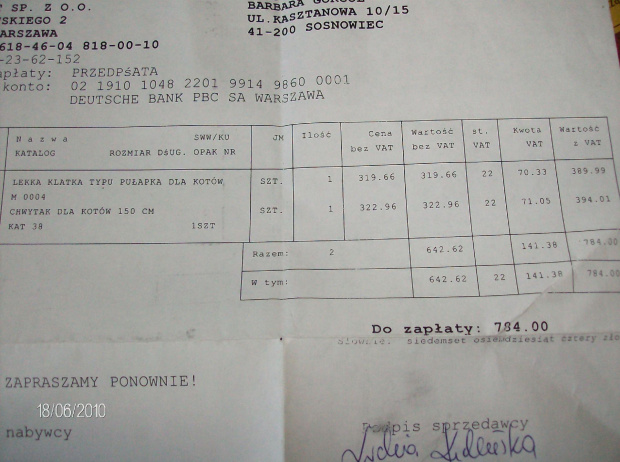 SP. Z O.O.
SKIEGO 2
ARSZAWA
618-46-04 818-00-10
-23-62-152
BARBARA
UL.KASZTANOWA 10/15
41-200 SOSNOWIEC
płaty: PRZEDPśATA
konto: 02 1910 1048 2201 9914 9860 0001
DEUTSCHE BANK PBC SA WARSZAWA
Nazwa SWW/KU JM Ilość Cena Wartość st. Kwota Wartość
KATALOG ROZMIAR DśUG. OPAK NR bez VAT bez VAT VAT VAT z VAT
LEKKA KLATKA TYPU PUŁAPKA DLA KOTÓW SZT. 1 319.66 319.66 22 70.33 389.99
M 0004
CHWYTAK DLA KOTÓW 150 CM SZT. 1 322.96 322.96 22 71.05 394.01
KAT 38 1SZT
Razem: 2 642.62 141.38 784.00
W tym: 642.62 22 141.38 784.00
Do zapłaty: 784.00
słownie: siedemset osiemdziesiąt cztery zło
ZAPRASZAMY PONOWNIE!
18/06/2010
nabywcy
Podpis sprzedawcy